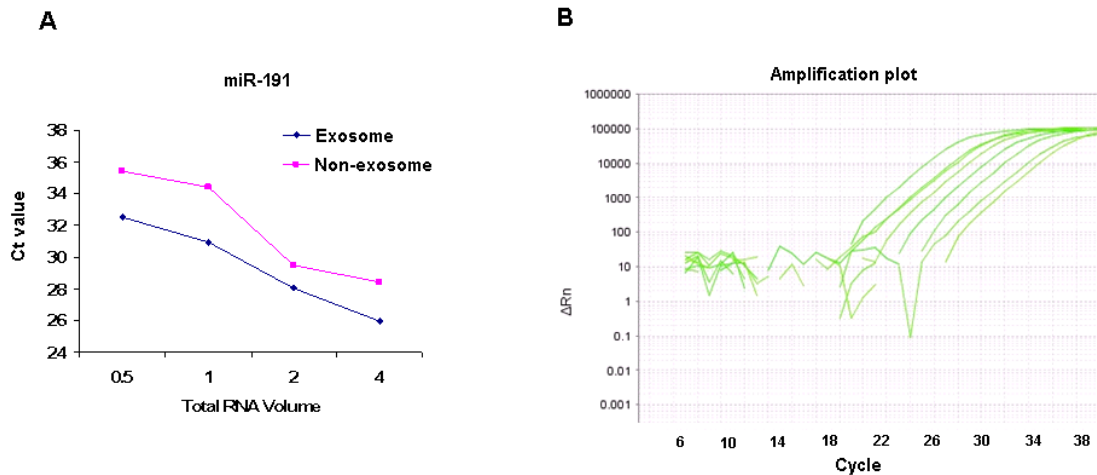 A
miR-191
Exosome
Non-exosome
Ct value
38
36
34
32
30
28
26
24
0.5 1 2 4
Total RNA Volume
B
Amplification plot
1000000
100000
10000
1000
100
10
1
0.1
0.01
0.001
ΔRn
6 10 14 18 22 26 30 34 38
Cycle